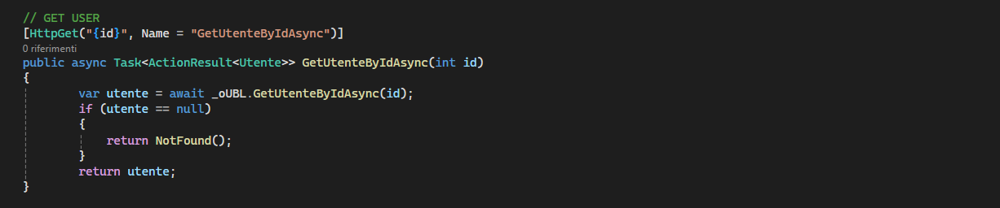 // GET USER
[HttpGet("{id}", Name = "GetUtenteByIdAsync")]
0 riferimenti
public async Task<ActionResult<Utente>> GetUtenteByIdAsync(int id)
{
var utente = await _oUBL.GetUtenteByIdAsync(id);
if (utente == null)
{
return NotFound();
}
return utente;
}